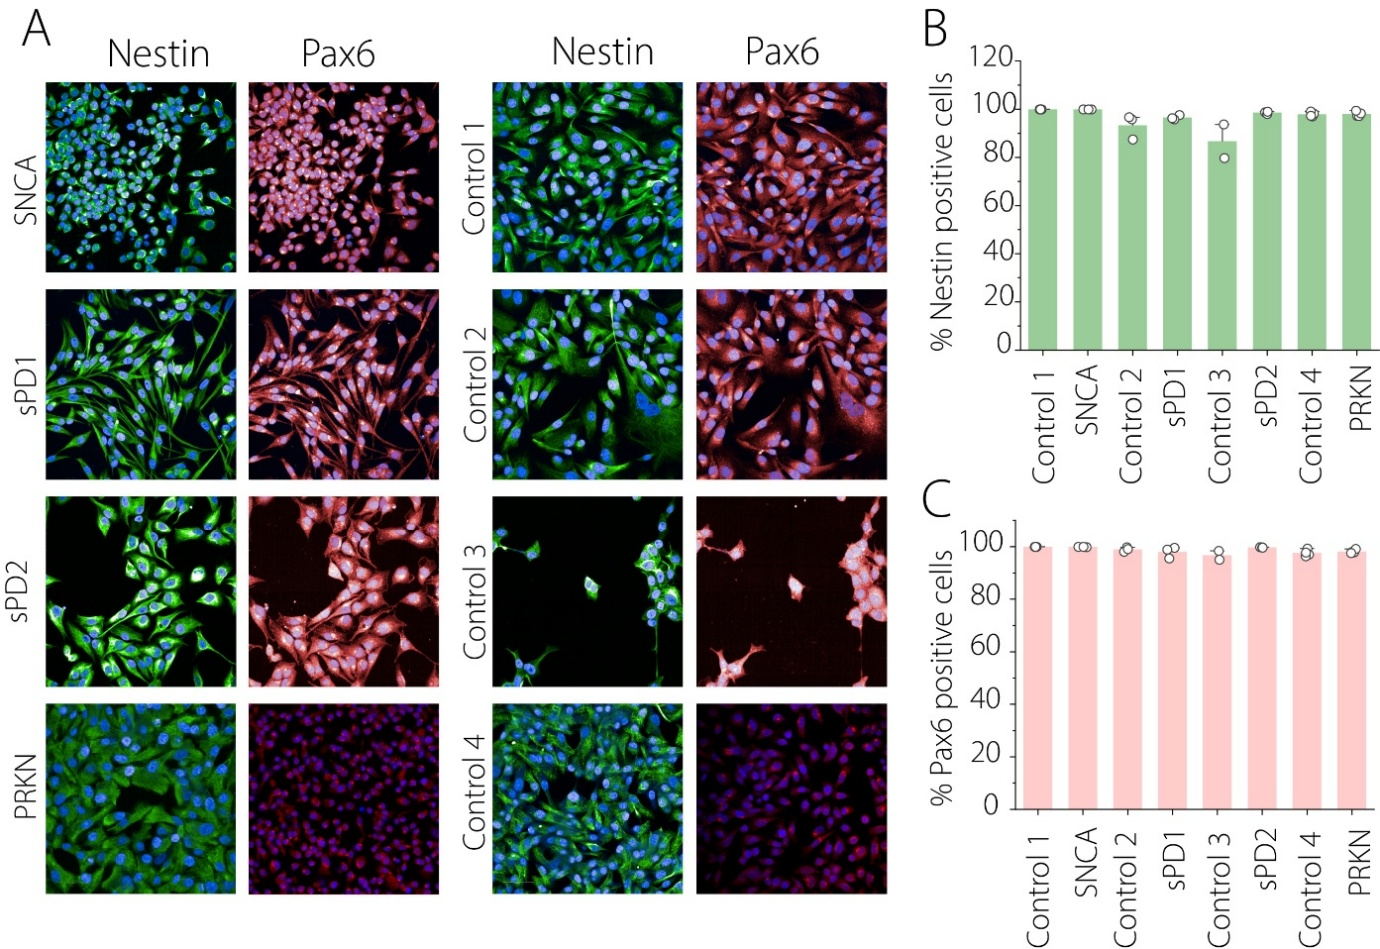 A
Nestin
Pax6
Nestin
Pax6
SNCA
Control 1
sPD1
Control 2
sPD2
Control 3
PRKN
Control 4
B
% Nestin positive cells
120
100
80
60
40
20
0
Control 1
SNCA
Control 2
sPD1
Control 3
sPD2
Control 4
PRKN
C
% Pax6 positive cells
100
80
60
40
20
0
Control 1
SNCA
Control 2
sPD1
Control 3
sPD2
Control 4
PRKN